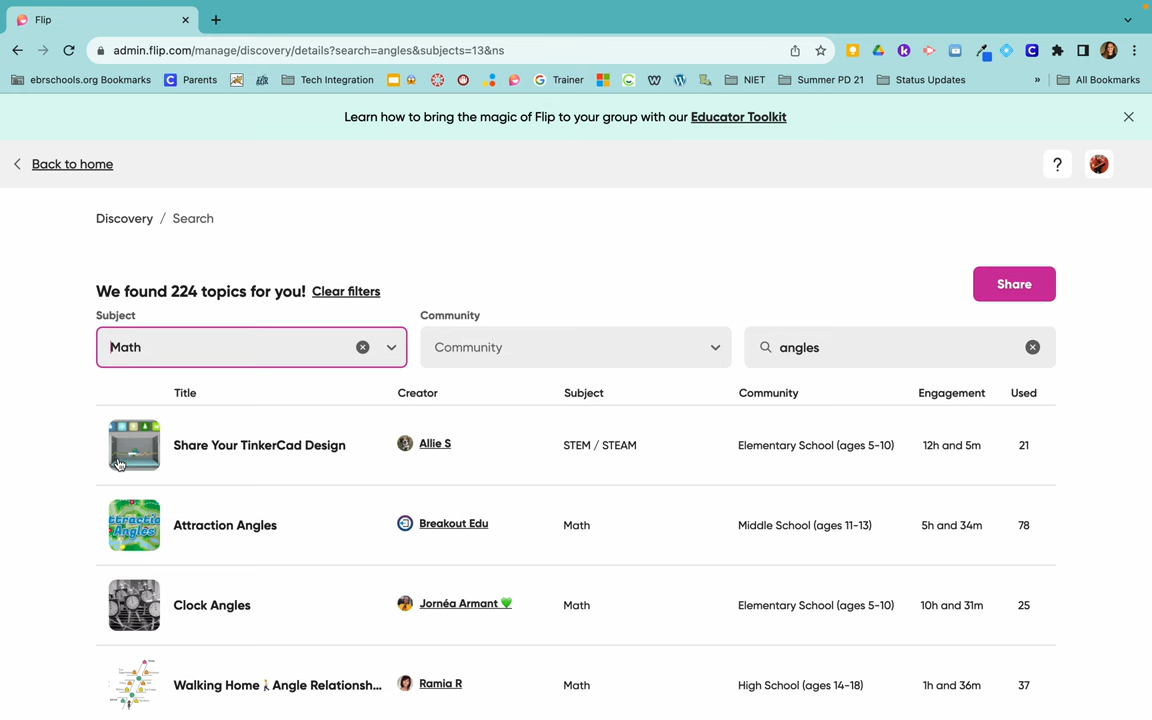 Flip
admin.flip.com/manage/discovery/details?search=angles&subjects=13&ns
ebrschools.org Bookmarks Parents Tech Integration Trainer NIET Summer PD 21 Status Updates » All Bookmarks
Learn how to bring the magic of Flip to your group with our Educator Toolkit
Back to home ?
Discovery / Search
We found 224 topics for you! Clear filters Share
Subject Community
Math Community angles
Title Creator Subject Community Engagement Used
Share Your TinkerCad Design Allie S STEM / STEAM Elementary School (ages 5-10) 12h and 5m 21
Attraction Angles Breakout Edu Math Middle School (ages 11-13) 5h and 34m 78
Clock Angles Jornéa Armant 💚 Math Elementary School (ages 5-10) 10h and 31m 25
Walking Home 🚶 Angle Relationsh... Ramia R Math High School (ages 14-18) 1h and 36m 37